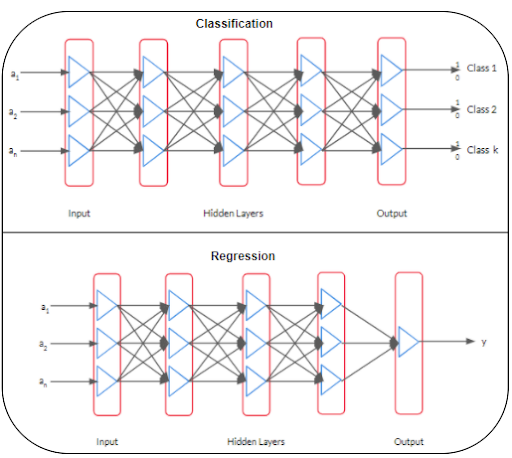 Classification
a1
1
0
Class 1
a2
1
0
Class 2
an
1
0
Class k
Input
Hidden Layers
Output
Regression
a1
a2
y
an
Input
Hidden Layers
Output